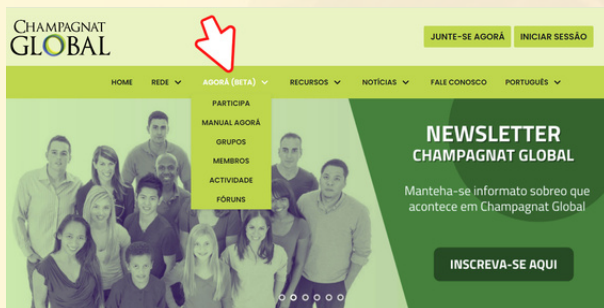 CHAMPAGNAT
GLOBAL
JUNTE-SE AGORÁ INICIAR SESSÃO
HOME REDE AGORÁ (BETA) RECURSOS NOTÍCIAS FALE CONOSCO PORTUGUÊS
PARTICIPA
MANUAL AGORÁ
GRUPOS
MEMBROS
ACTIVIDADE
FÓRUNS
NEWSLETTER
CHAMPAGNAT GLOBAL
Manteha-se informato sobreo que
acontece em Champagnat Global
INSCREVA-SE AQUI